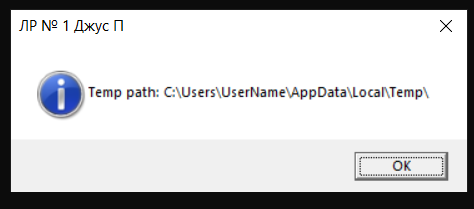 ЛР № 1 Джус П
Temp path: C:\Users\UserName\AppData\Local\Temp\
OK